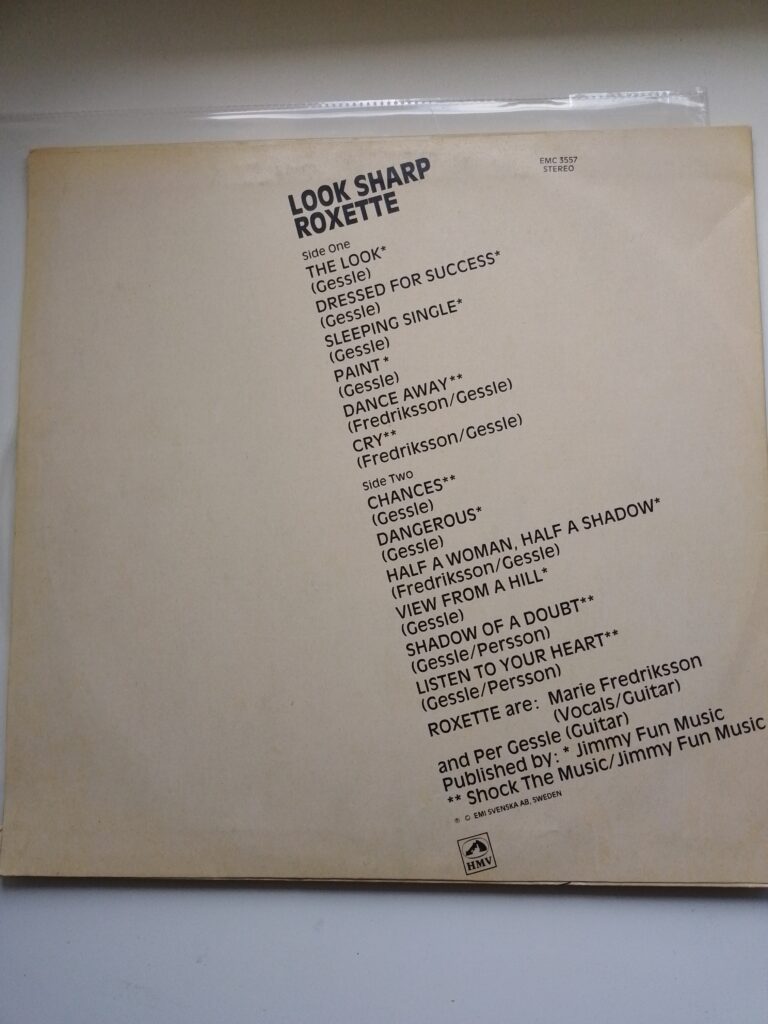 EMC 3557
STEREO
LOOK SHARP
ROXETTE
Side One
THE LOOK*
(Gessle)
DRESSED FOR SUCCESS*
(Gessle)
SLEEPING SINGLE*
(Gessle)
PAINT*
(Gessle)
DANCE AWAY**
(Fredriksson/Gessle)
CRY**
(Fredriksson/Gessle)
Side Two
CHANCES**
(Gessle)
DANGEROUS*
(Gessle)
HALF A WOMAN, HALF A SHADOW*
(Fredriksson/Gessle)
VIEW FROM A HILL*
(Gessle)
SHADOW OF A DOUBT**
(Gessle/Persson)
LISTEN TO YOUR HEART**
(Gessle/Persson)
ROXETTE are: Marie Fredriksson
(Vocals/Guitar)
and Per Gessle (Guitar)
Published by: * Jimmy Fun Music
** Shock The Music/Jimmy Fun Music
℗ © EMI SVENSKA AB, SWEDEN
HMV